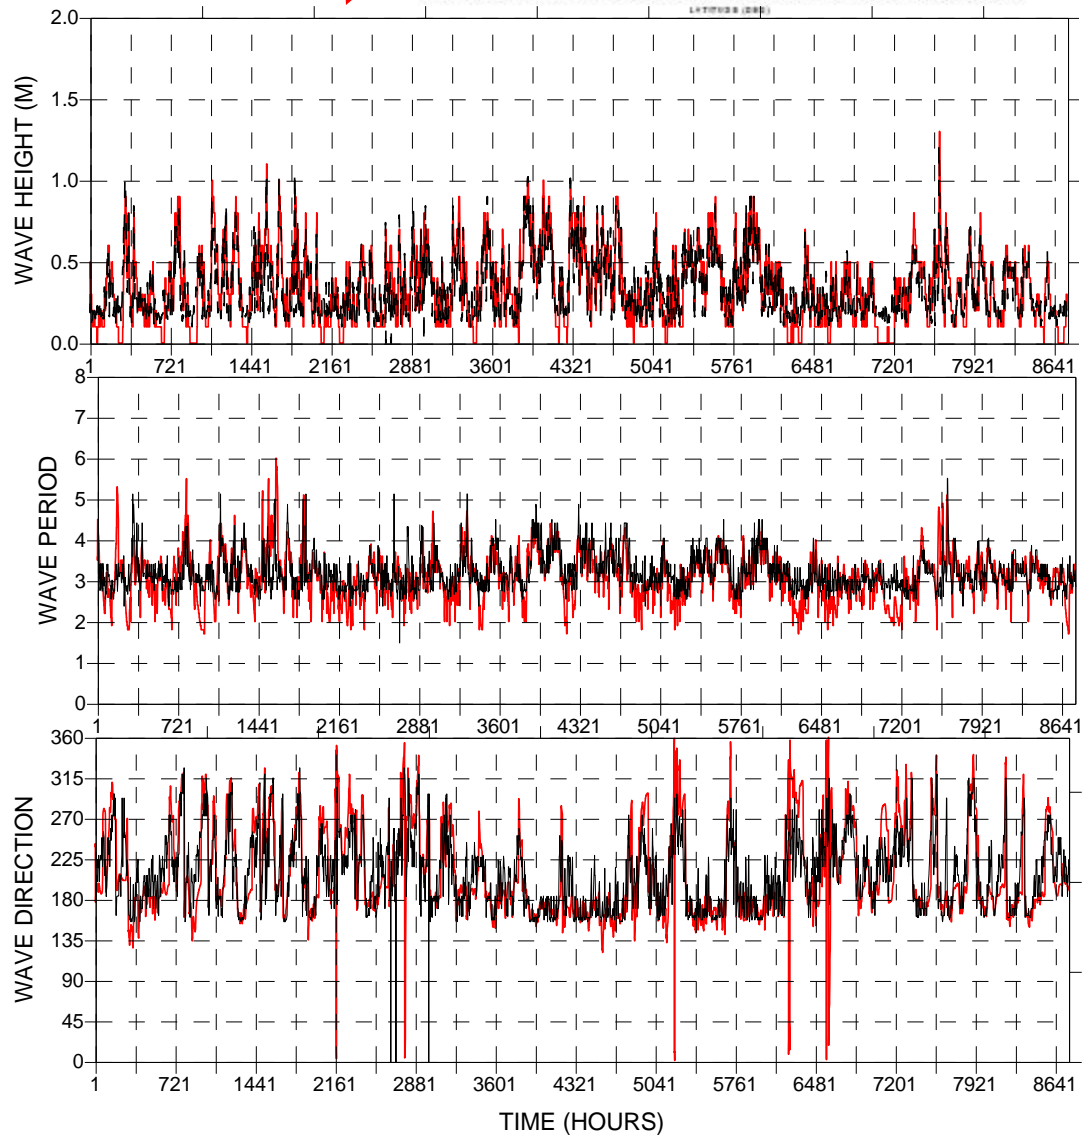 LATITUDE (DEG)
2.0
1.5
1.0
0.5
0.0
WAVE HEIGHT (M)
1 721 1441 2161 2881 3601 4321 5041 5761 6481 7201 7921 8641
8
7
6
5
4
3
2
1
0
WAVE PERIOD
1 721 1441 2161 2881 3601 4321 5041 5761 6481 7201 7921 8641
360
315
270
225
180
135
90
45
0
WAVE DIRECTION
1 721 1441 2161 2881 3601 4321 5041 5761 6481 7201 7921 8641
TIME (HOURS)